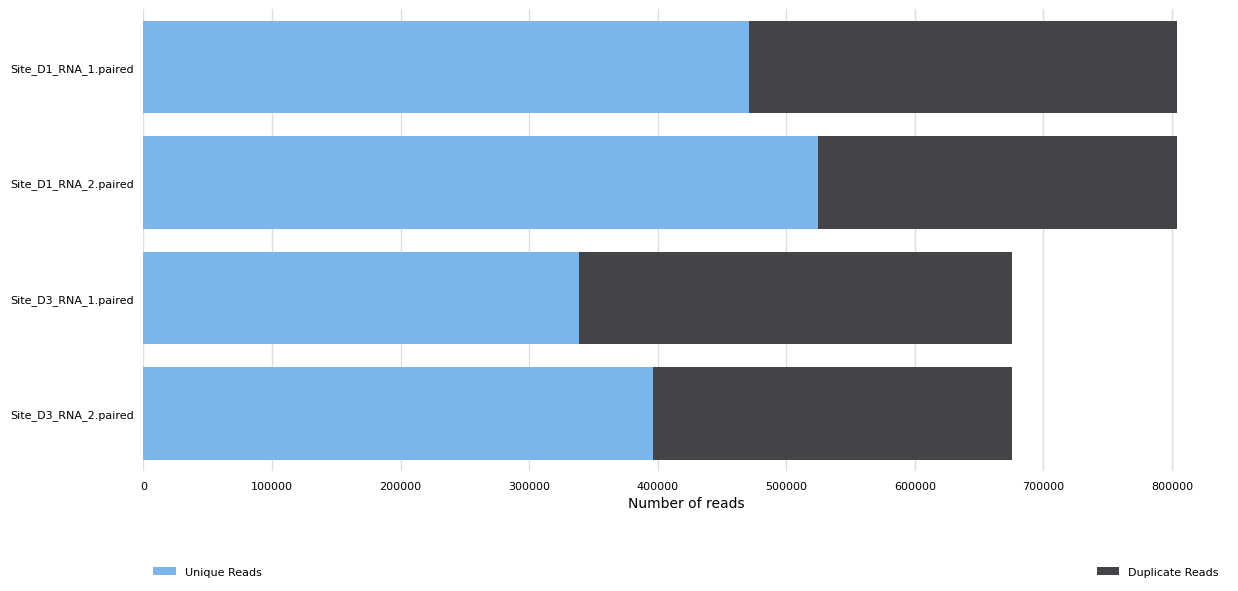 Site_D1_RNA_1.paired
Site_D1_RNA_2.paired
Site_D3_RNA_1.paired
Site_D3_RNA_2.paired
0 100000 200000 300000 400000 500000 600000 700000 800000
Number of reads
Unique Reads Duplicate Reads